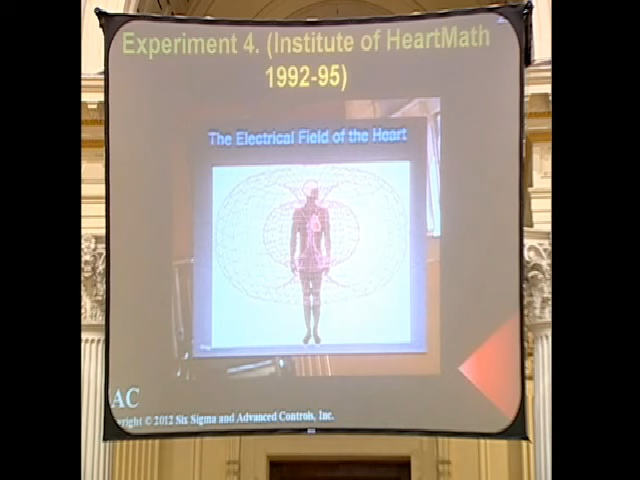 Experiment 4. (Institute of HeartMath
1992-95)
The Electrical Field of the Heart
AC
right © 2012 Six Sigma and Advanced Controls, Inc.